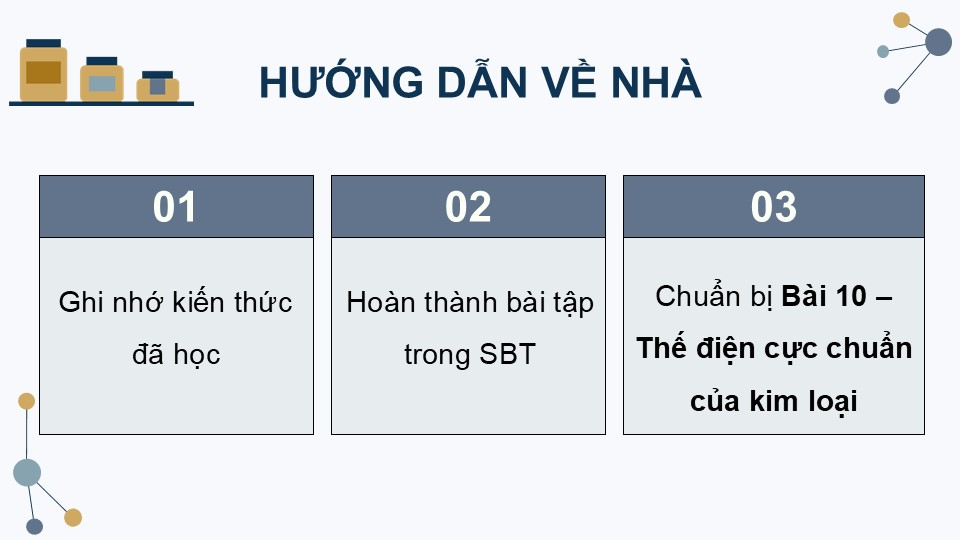 HƯỚNG DẪN VỀ NHÀ
01
Ghi nhớ kiến thức
đã học
02
Hoàn thành bài tập
trong SBT
03
Chuẩn bị Bài 10 –
Thế điện cực chuẩn
của kim loại